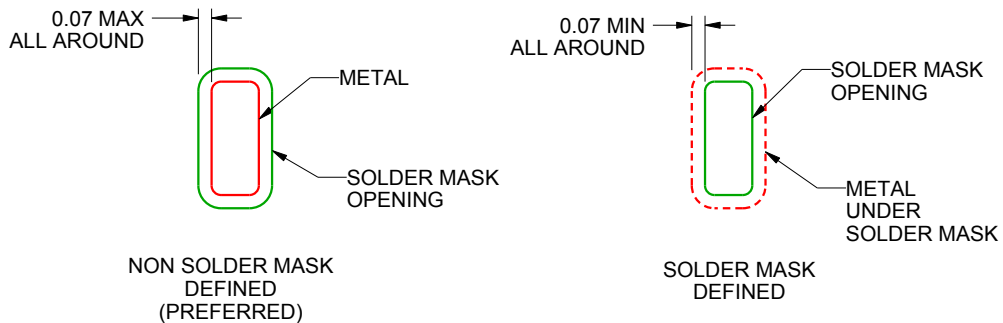 0.07 MAX
ALL AROUND
METAL
SOLDER MASK
OPENING
NON SOLDER MASK
DEFINED
(PREFERRED)
0.07 MIN
ALL AROUND
SOLDER MASK
OPENING
METAL
UNDER
SOLDER MASK
SOLDER MASK
DEFINED